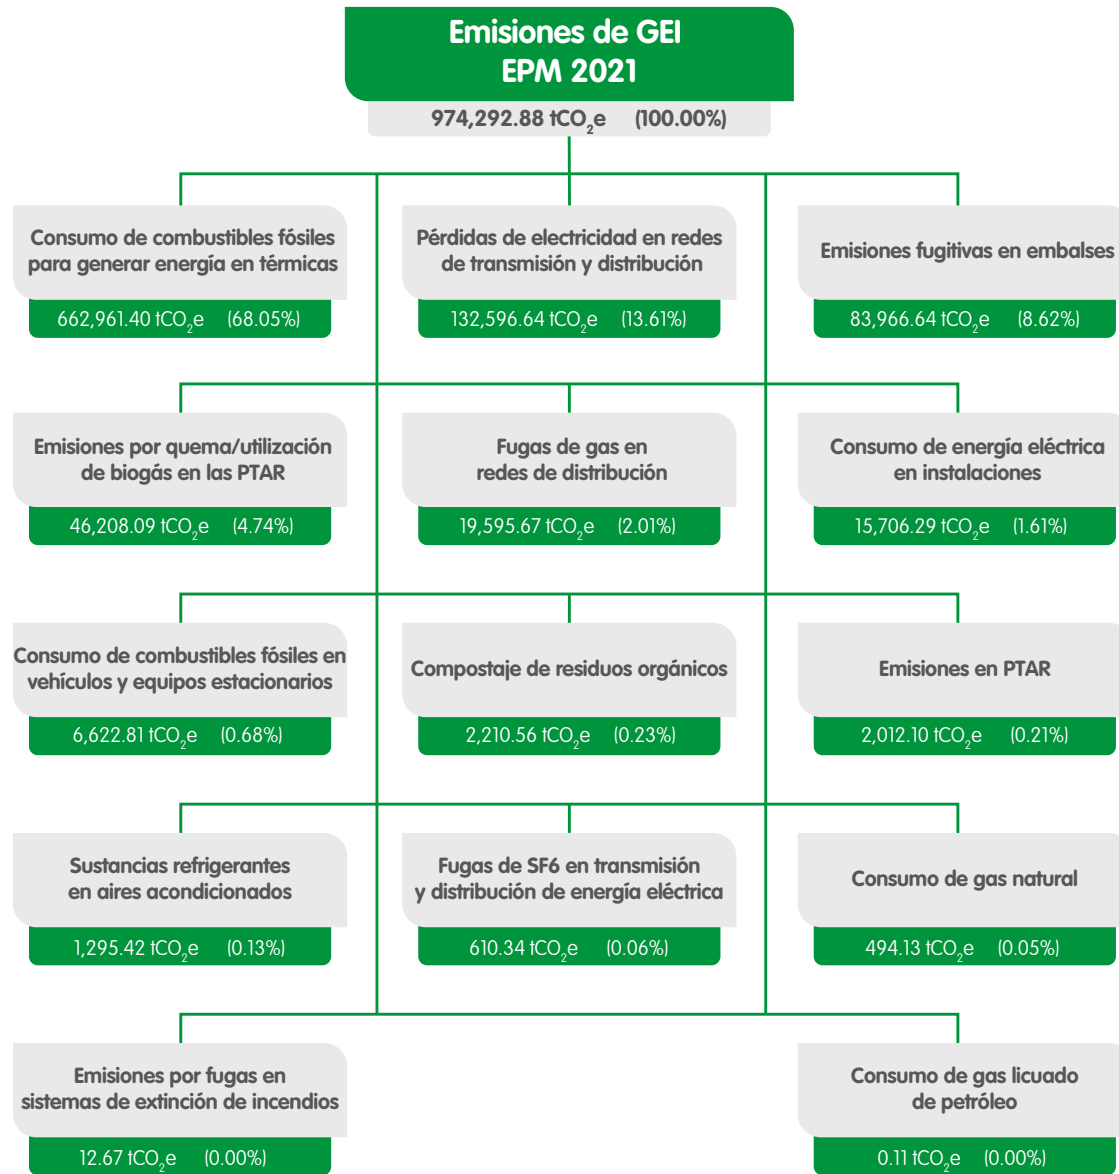 Emisiones de GEI
EPM 2021
974,292.88 tCO₂e (100.00%)
Consumo de combustibles fósiles
para generar energía en térmicas
662,961.40 tCO₂e (68.05%)
Pérdidas de electricidad en redes
de transmisión y distribución
132,596.64 tCO₂e (13.61%)
Emisiones fugitivas en embalses
83,966.64 tCO₂e (8.62%)
Emisiones por quema/utilización
de biogás en las PTAR
46,208.09 tCO₂e (4.74%)
Fugas de gas en
redes de distribución
19,595.67 tCO₂e (2.01%)
Consumo de energía eléctrica
en instalaciones
15,706.29 tCO₂e (1.61%)
Consumo de combustibles fósiles en
vehículos y equipos estacionarios
6,622.81 tCO₂e (0.68%)
Compostaje de residuos orgánicos
2,210.56 tCO₂e (0.23%)
Emisiones en PTAR
2,012.10 tCO₂e (0.21%)
Sustancias refrigerantes
en aires acondicionados
1,295.42 tCO₂e (0.13%)
Fugas de SF6 en transmisión
y distribución de energía eléctrica
610.34 tCO₂e (0.06%)
Consumo de gas natural
494.13 tCO₂e (0.05%)
Emisiones por fugas en
sistemas de extinción de incendios
12.67 tCO₂e (0.00%)
Consumo de gas licuado
de petróleo
0.11 tCO₂e (0.00%)